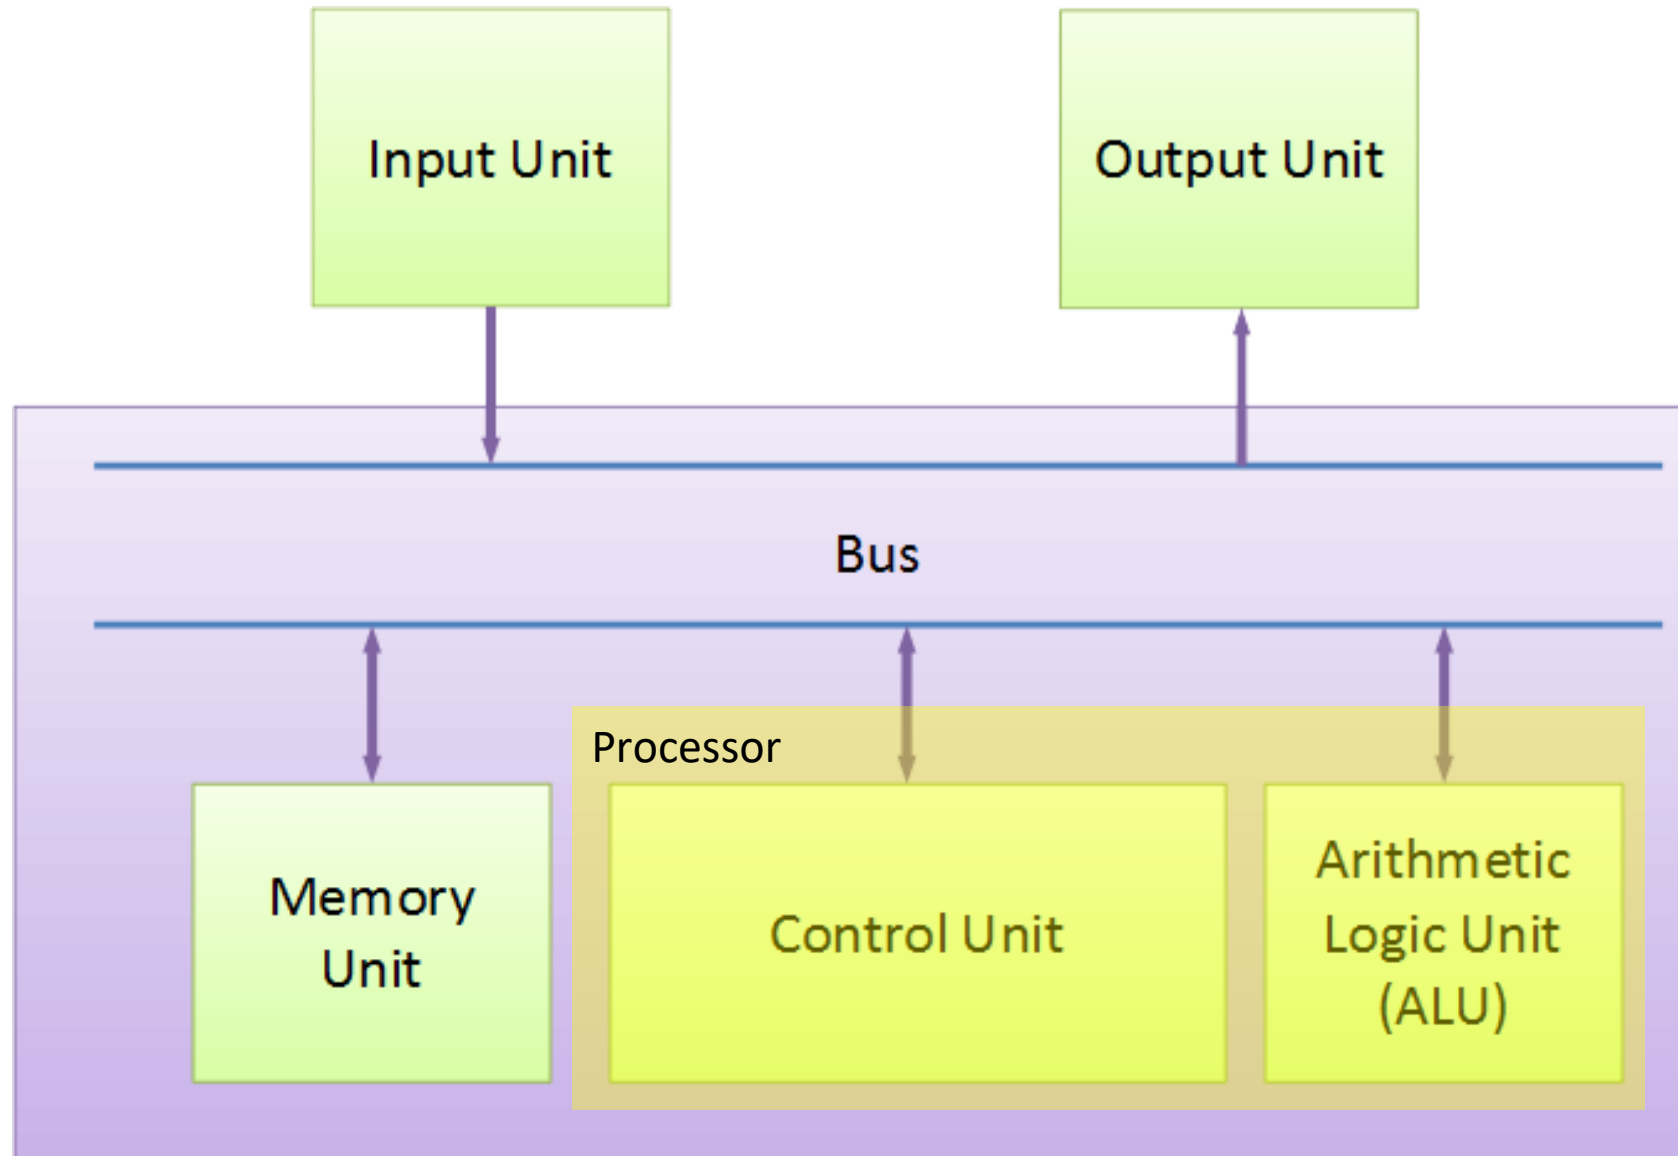 Input Unit
Output Unit
Bus
Processor
Memory
Unit
Control Unit
Arithmetic
Logic Unit
(ALU)